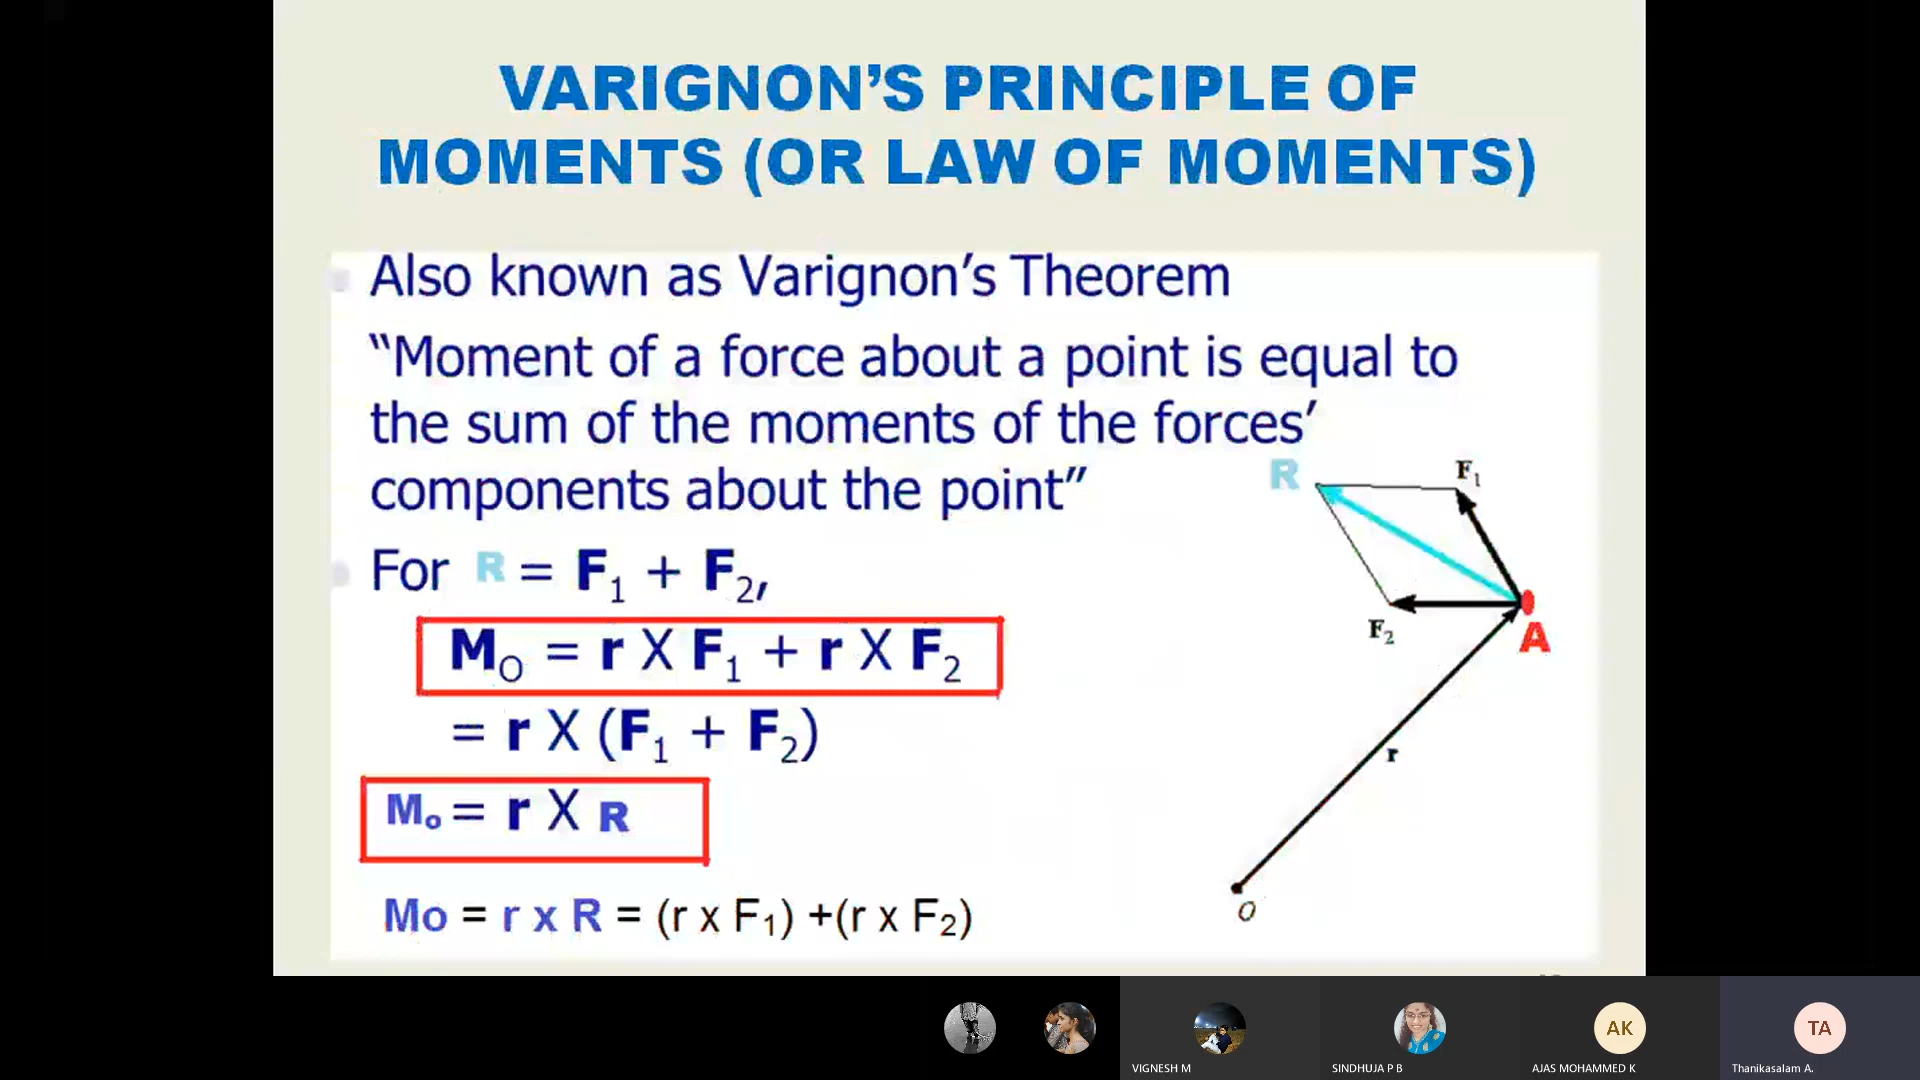 VARIGNON’S PRINCIPLE OF
MOMENTS (OR LAW OF MOMENTS)
Also known as Varignon’s Theorem
“Moment of a force about a point is equal to
the sum of the moments of the forces’
components about the point”
For R = F₁ + F₂,
M_O = r X F₁ + r X F₂
= r X (F₁ + F₂)
Mₒ = r X R
Mo = r x R = (r x F₁) +(r x F₂)
R
F₁
F₂
A
r
O
AK
TA
VIGNESH M
SINDHUJA P B
AJAS MOHAMMED K
Thanikasalam A.